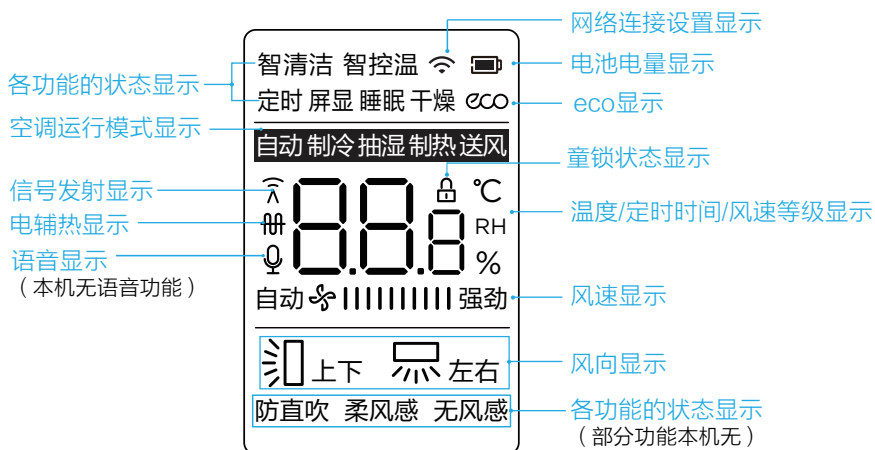 网络连接设置显示
智清洁 智控温
电池电量显示
各功能的状态显示
定时 屏显 睡眠 干燥 eco
eco显示
空调运行模式显示
自动 制冷 抽湿 制热 送风
童锁状态显示
信号发射显示
8.8.8 ℃
温度/定时时间/风速等级显示
电辅热显示
RH
语音显示
%
（本机无语音功能）
自动 强劲
风速显示
上下 左右
风向显示
防直吹 柔风感 无风感
各功能的状态显示
（部分功能本机无）